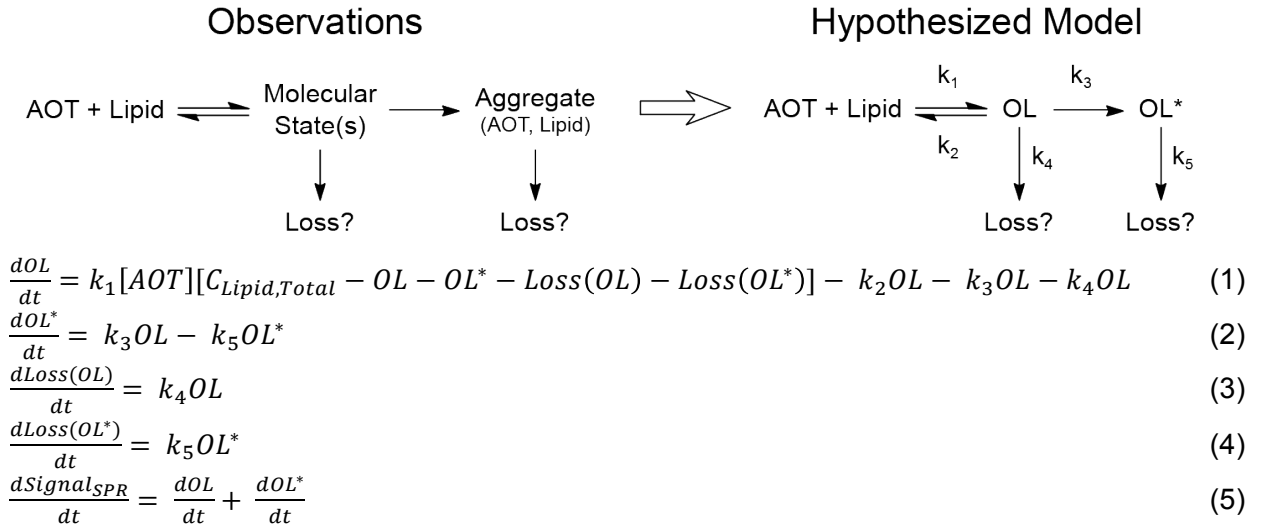 Observations
Hypothesized Model
AOT + Lipid
Molecular
State(s)
Aggregate
(AOT, Lipid)
Loss?
Loss?
AOT + Lipid
k₁
k₂
OL
k₃
OL*
k₄
k₅
Loss?
Loss?
dOL/dt = k₁[AOT][C_Lipid,Total − OL − OL* − Loss(OL) − Loss(OL*)] − k₂OL − k₃OL − k₄OL (1)
dOL*/dt = k₃OL − k₅OL* (2)
dLoss(OL)/dt = k₄OL (3)
dLoss(OL*)/dt = k₅OL* (4)
dSignal_SPR/dt = dOL/dt + dOL*/dt (5)